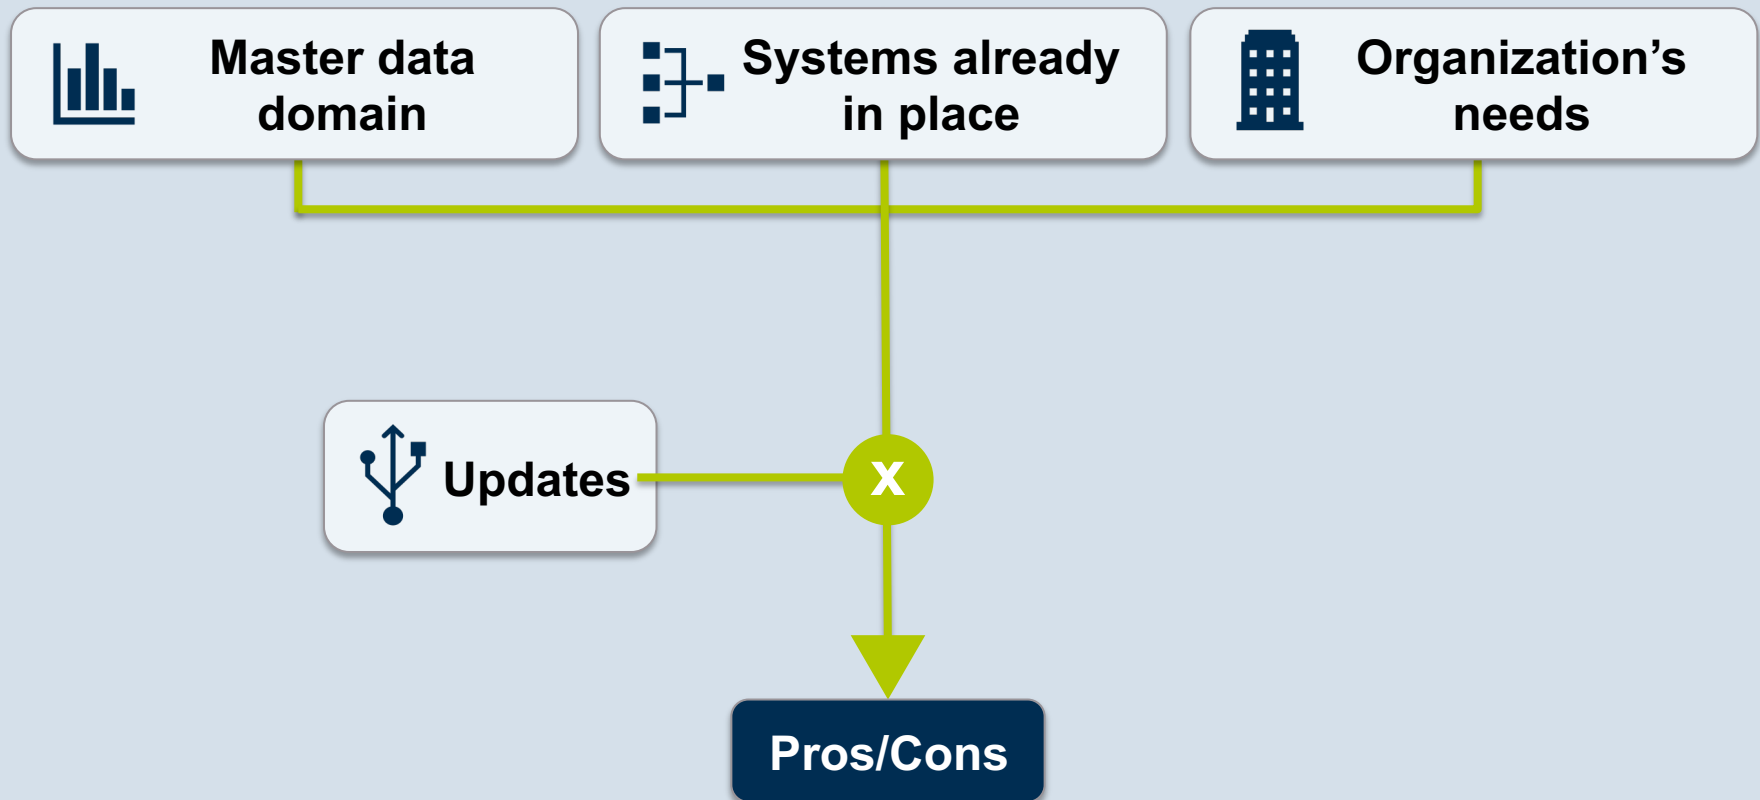 Master data
domain
Systems already
in place
Organization’s
needs
Updates
X
Pros/Cons